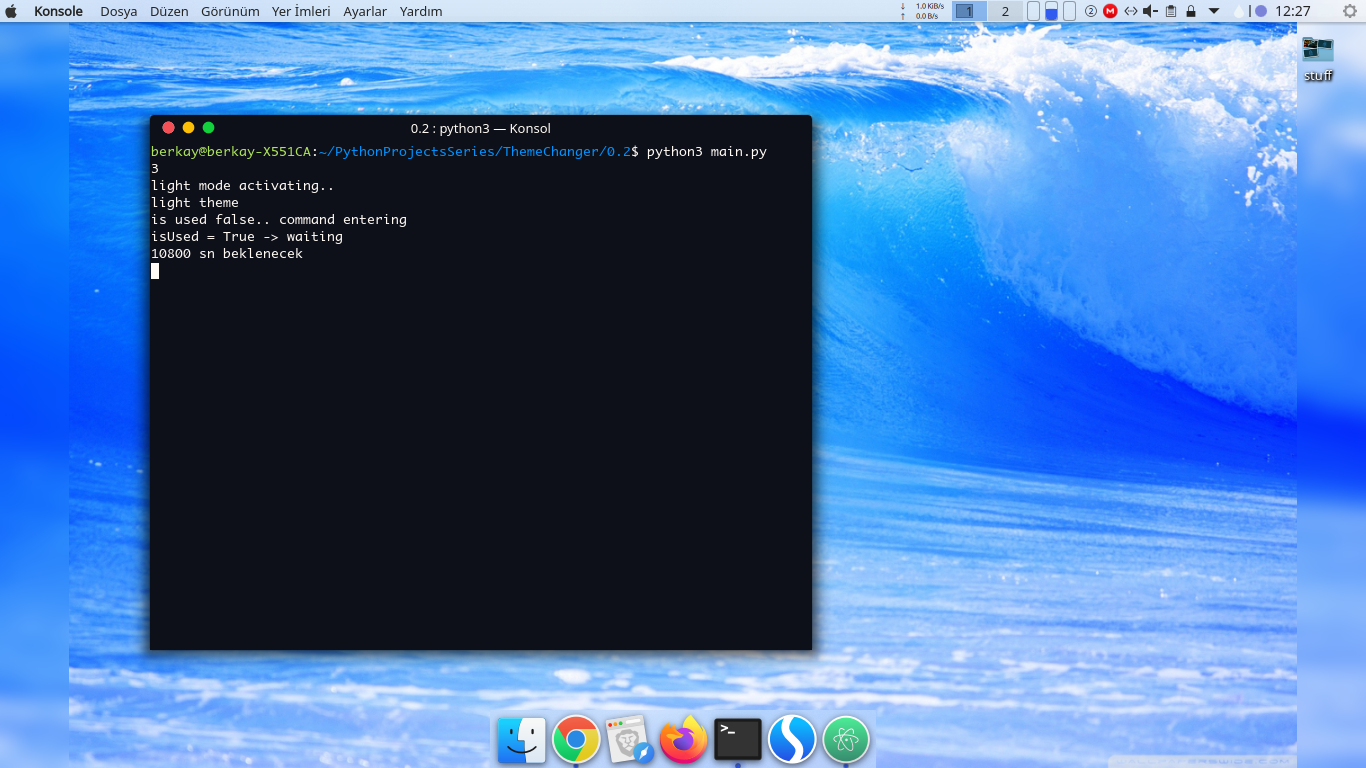 Konsole Dosya Düzen Görünüm Yer İmleri Ayarlar Yardım
1.0 KiB/s
0.0 B/s
1 2
2 M
12:27
stuff
0.2 : python3 — Konsol
berkay@berkay-X551CA:~/PythonProjectsSeries/ThemeChanger/0.2$ python3 main.py
3
light mode activating..
light theme
is used false.. command entering
isUsed = True -> waiting
10800 sn beklenecek
>_